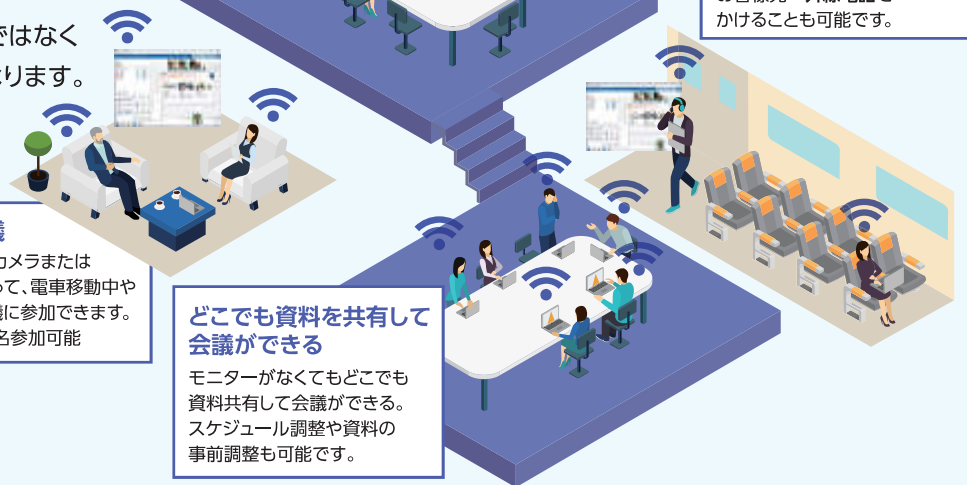 ではなく
ります。
かけることも可能です。
議
カメラまたは
って、電車移動中や
議に参加できます。
名参加可能
どこでも資料を共有して
会議ができる
モニターがなくてもどこでも
資料共有して会議ができる。
スケジュール調整や資料の
事前調整も可能です。